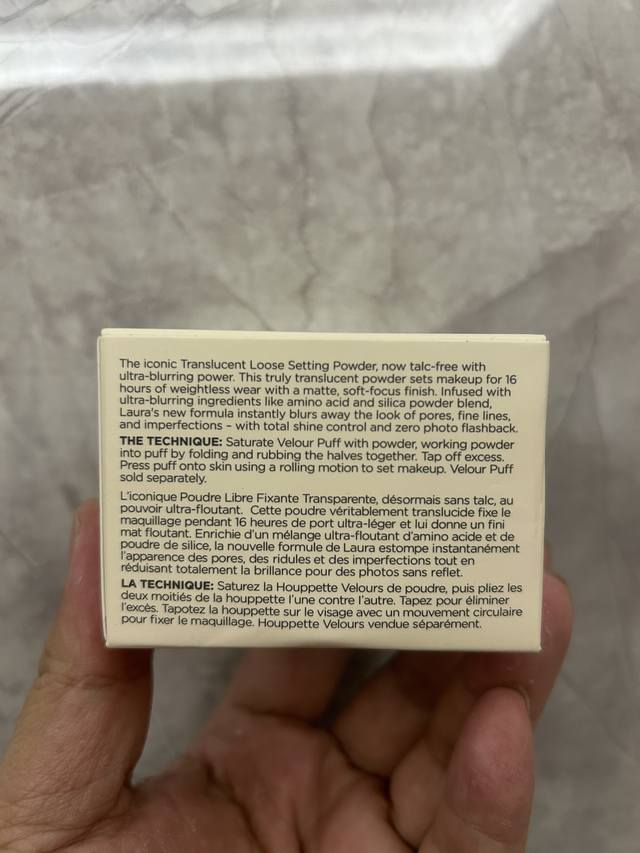 The iconic Translucent Loose Setting Powder, now talc-free with
ultra-blurring power. This truly translucent powder sets makeup for 16
hours of weightless wear with a matte, soft-focus finish. Infused with
ultra-blurring ingredients like amino acid and silica powder blend,
Laura's new formula instantly blurs away the look of pores, fine lines,
and imperfections – with total shine control and zero photo flashback.
THE TECHNIQUE: Saturate Velour Puff with powder, working powder
into puff by folding and rubbing the halves together. Tap off excess.
Press puff onto skin using a rolling motion to set makeup. Velour Puff
sold separately.
L'iconique Poudre Libre Fixante Transparente, désormais sans talc, au
pouvoir ultra-floutant. Cette poudre véritablement translucide fixe le
maquillage pendant 16 heures de port ultra-léger et lui donne un fini
mat floutant. Enrichie d'un mélange ultra-floutant d'amino acide et de
poudre de silice, la nouvelle formule de Laura estompe instantanément
l'apparence des pores, des ridules et des imperfections tout en
réduisant totalement la brillance pour des photos sans reflet.
LA TECHNIQUE: Saturez la Houppette Velours de poudre, puis pliez les
deux moitiés de la houppette l'une contre l'autre. Tapez pour éliminer
l'excès. Tapotez la houppette sur le visage avec un mouvement circulaire
pour fixer le maquillage. Houppette Velours vendue séparément.